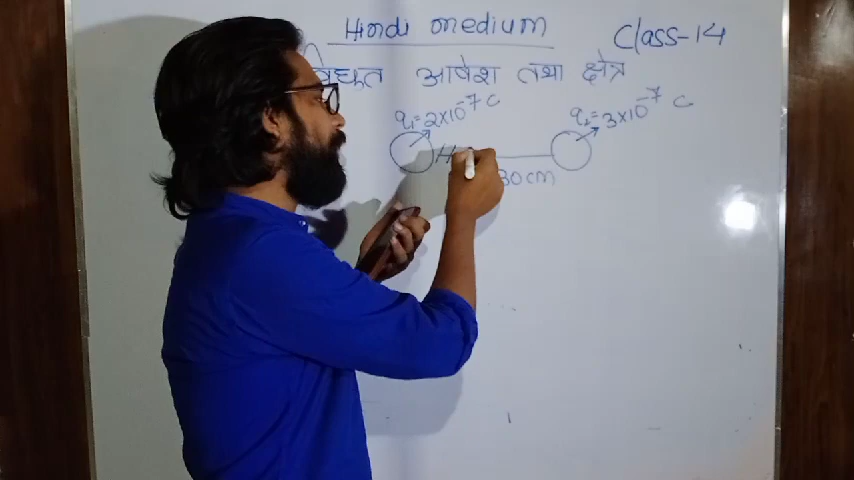 Hindi medium
Class-14
विद्युत आवेश तथा क्षेत्र
q₁=2×10⁻⁷ C
q₂=3×10⁻⁷ C
30cm